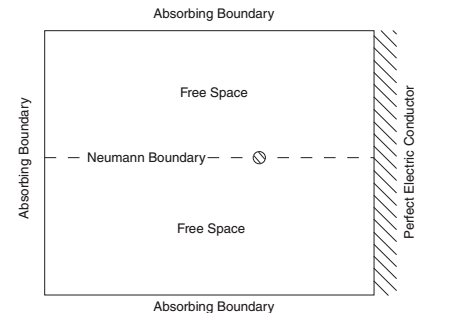 Absorbing Boundary
Free Space
Absorbing Boundary
Neumann Boundary
Perfect Electric Conductor
Free Space
Absorbing Boundary